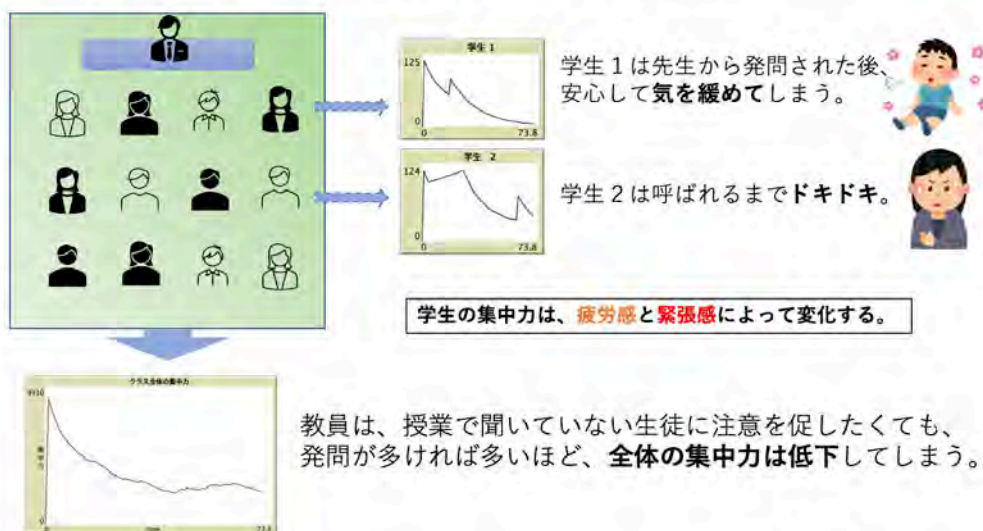 学生 1
125
0
73.8
学生1は先生から発問された後、
安心して気を緩めてしまう。
学生 2
124
0
73.8
学生2は呼ばれるまでドキドキ。
学生の集中力は、疲労感と緊張感によって変化する。
クラス全体の集中力
9910
集中力
0
0
time
73.8
教員は、授業で聞いていない生徒に注意を促したくても、
発問が多ければ多いほど、全体の集中力は低下してしまう。